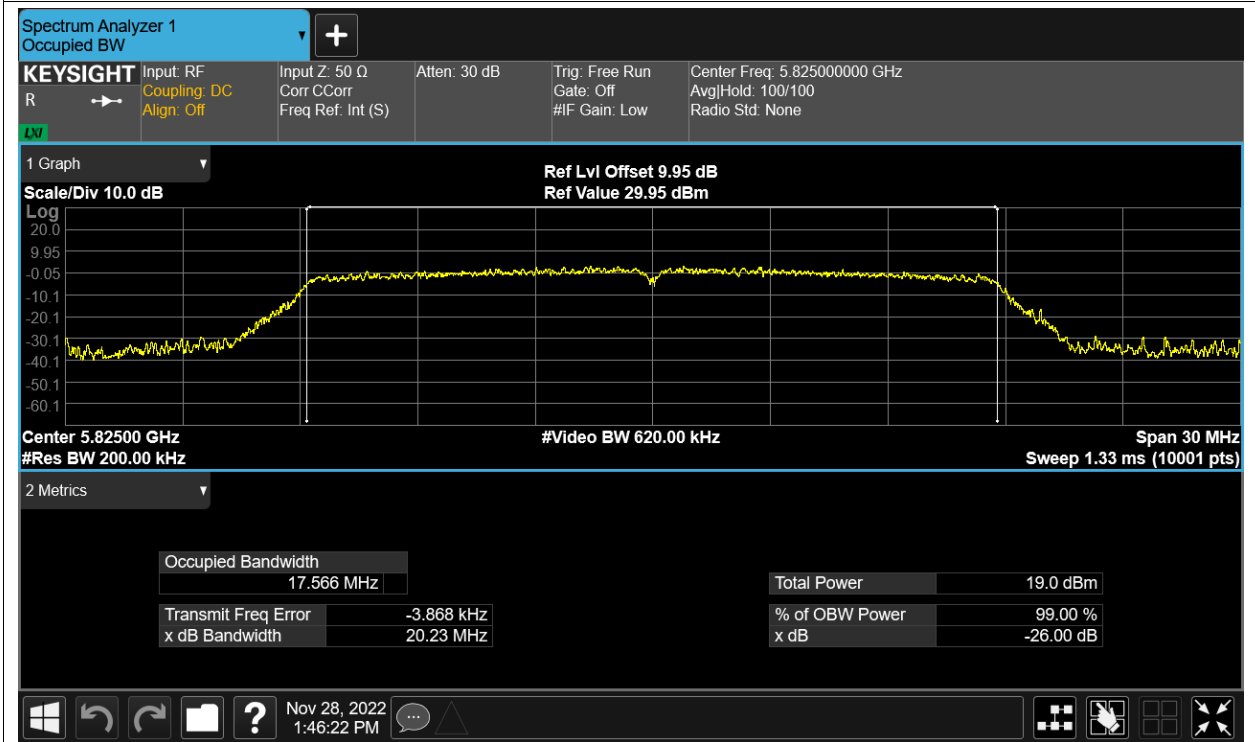 Spectrum Analyzer 1
Occupied BW
KEYSIGHT
R
LXI
Input: RF
Coupling: DC
Align: Off
Input Z: 50 Ω
Corr CCorr
Freq Ref: Int (S)
Atten: 30 dB
Trig: Free Run
Gate: Off
#IF Gain: Low
Center Freq: 5.825000000 GHz
Avg|Hold: 100/100
Radio Std: None
1 Graph
Scale/Div 10.0 dB
Ref Lvl Offset 9.95 dB
Ref Value 29.95 dBm
Log
20.0
9.95
-0.05
-10.1
-20.1
-30.1
-40.1
-50.1
-60.1
Center 5.82500 GHz
#Video BW 620.00 kHz
Span 30 MHz
#Res BW 200.00 kHz
Sweep 1.33 ms (10001 pts)
2 Metrics
Occupied Bandwidth
17.566 MHz
Total Power 19.0 dBm
Transmit Freq Error -3.868 kHz
% of OBW Power 99.00 %
x dB Bandwidth 20.23 MHz
x dB -26.00 dB
?
Nov 28, 2022
1:46:22 PM